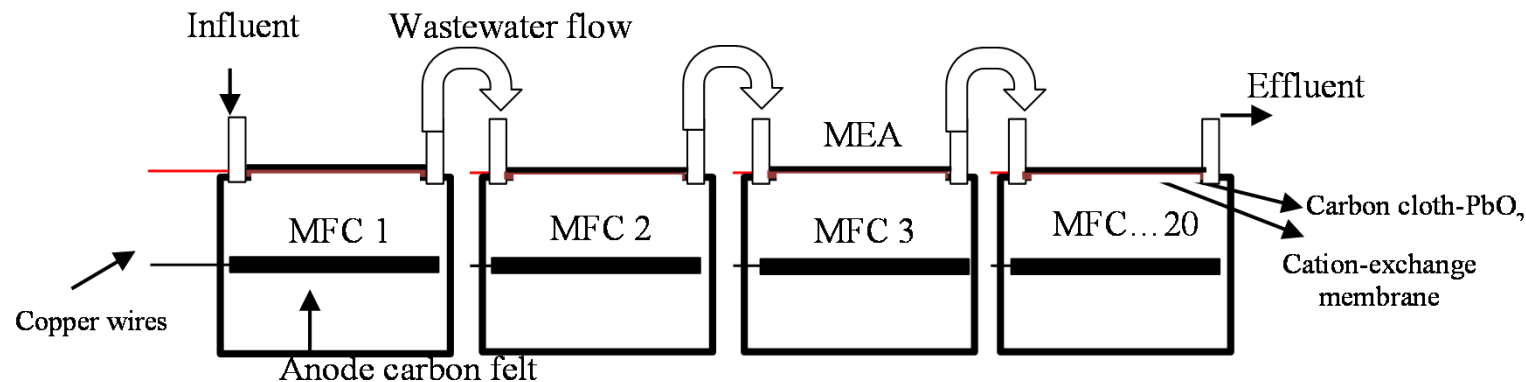 Influent
Wastewater flow
Effluent
MEA
MFC 1
MFC 2
MFC 3
MFC…20
Carbon cloth-PbO₂
Cation-exchange
membrane
Copper wires
Anode carbon felt